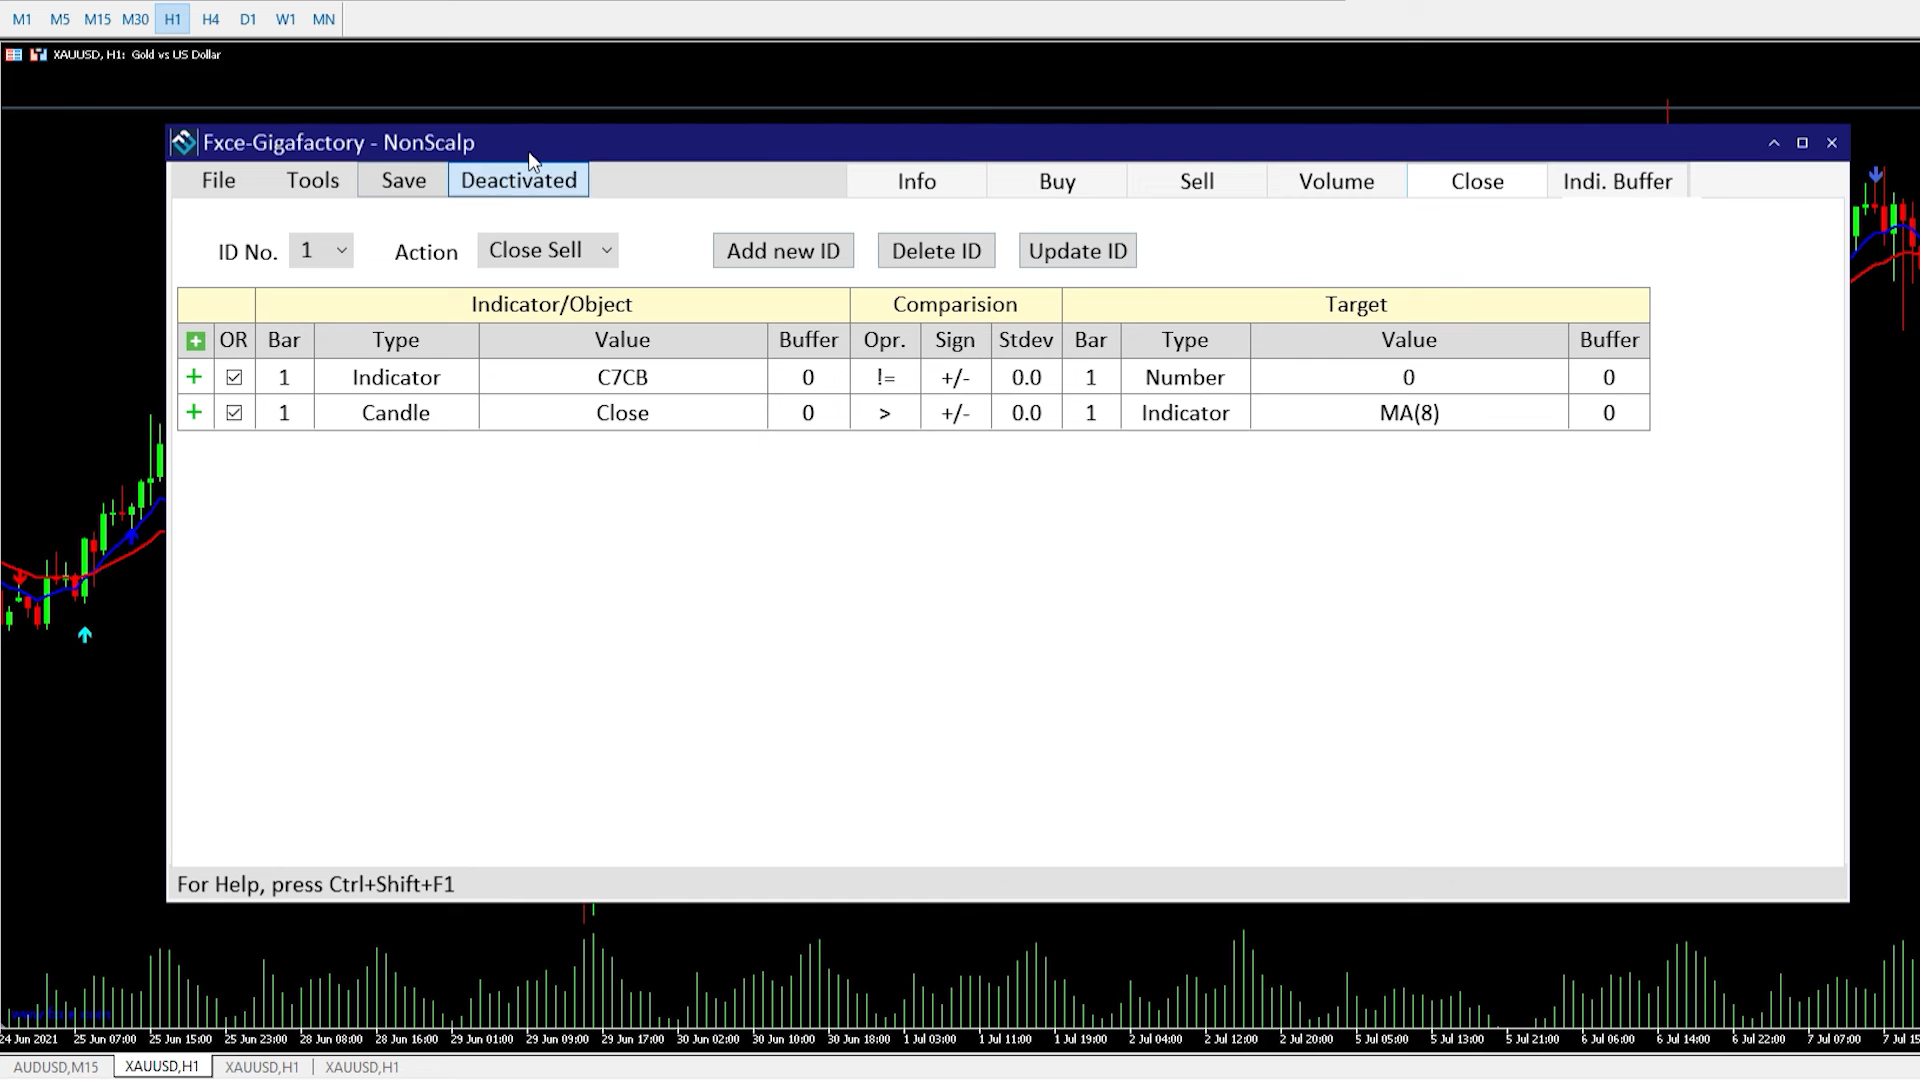 M1 M5 M15 M30 H1 H4 D1 W1 MN
XAUUSD, H1: Gold vs US Dollar
Fxce-Gigafactory - NonScalp
File Tools Save Deactivated Info Buy Sell Volume Close Indi. Buffer
ID No. 1 Action Close Sell Add new ID Delete ID Update ID
Indicator/Object Comparision Target
OR Bar Type Value Buffer Opr. Sign Stdev Bar Type Value Buffer
1 Indicator C7CB 0 != +/- 0.0 1 Number 0 0
1 Candle Close 0 > +/- 0.0 1 Indicator MA(8) 0
For Help, press Ctrl+Shift+F1
24 Jun 2021 25 Jun 07:00 25 Jun 15:00 25 Jun 23:00 28 Jun 08:00 28 Jun 16:00 29 Jun 01:00 29 Jun 09:00 29 Jun 17:00 30 Jun 02:00 30 Jun 10:00 30 Jun 18:00 1 Jul 03:00 1 Jul 11:00 1 Jul 19:00 2 Jul 04:00 2 Jul 12:00 2 Jul 20:00 5 Jul 05:00 5 Jul 13:00 5 Jul 21:00 6 Jul 06:00 6 Jul 14:00 6 Jul 22:00 7 Jul 07:00 7 Jul 15
AUDUSD,M15 XAUUSD,H1 XAUUSD,H1 XAUUSD,H1